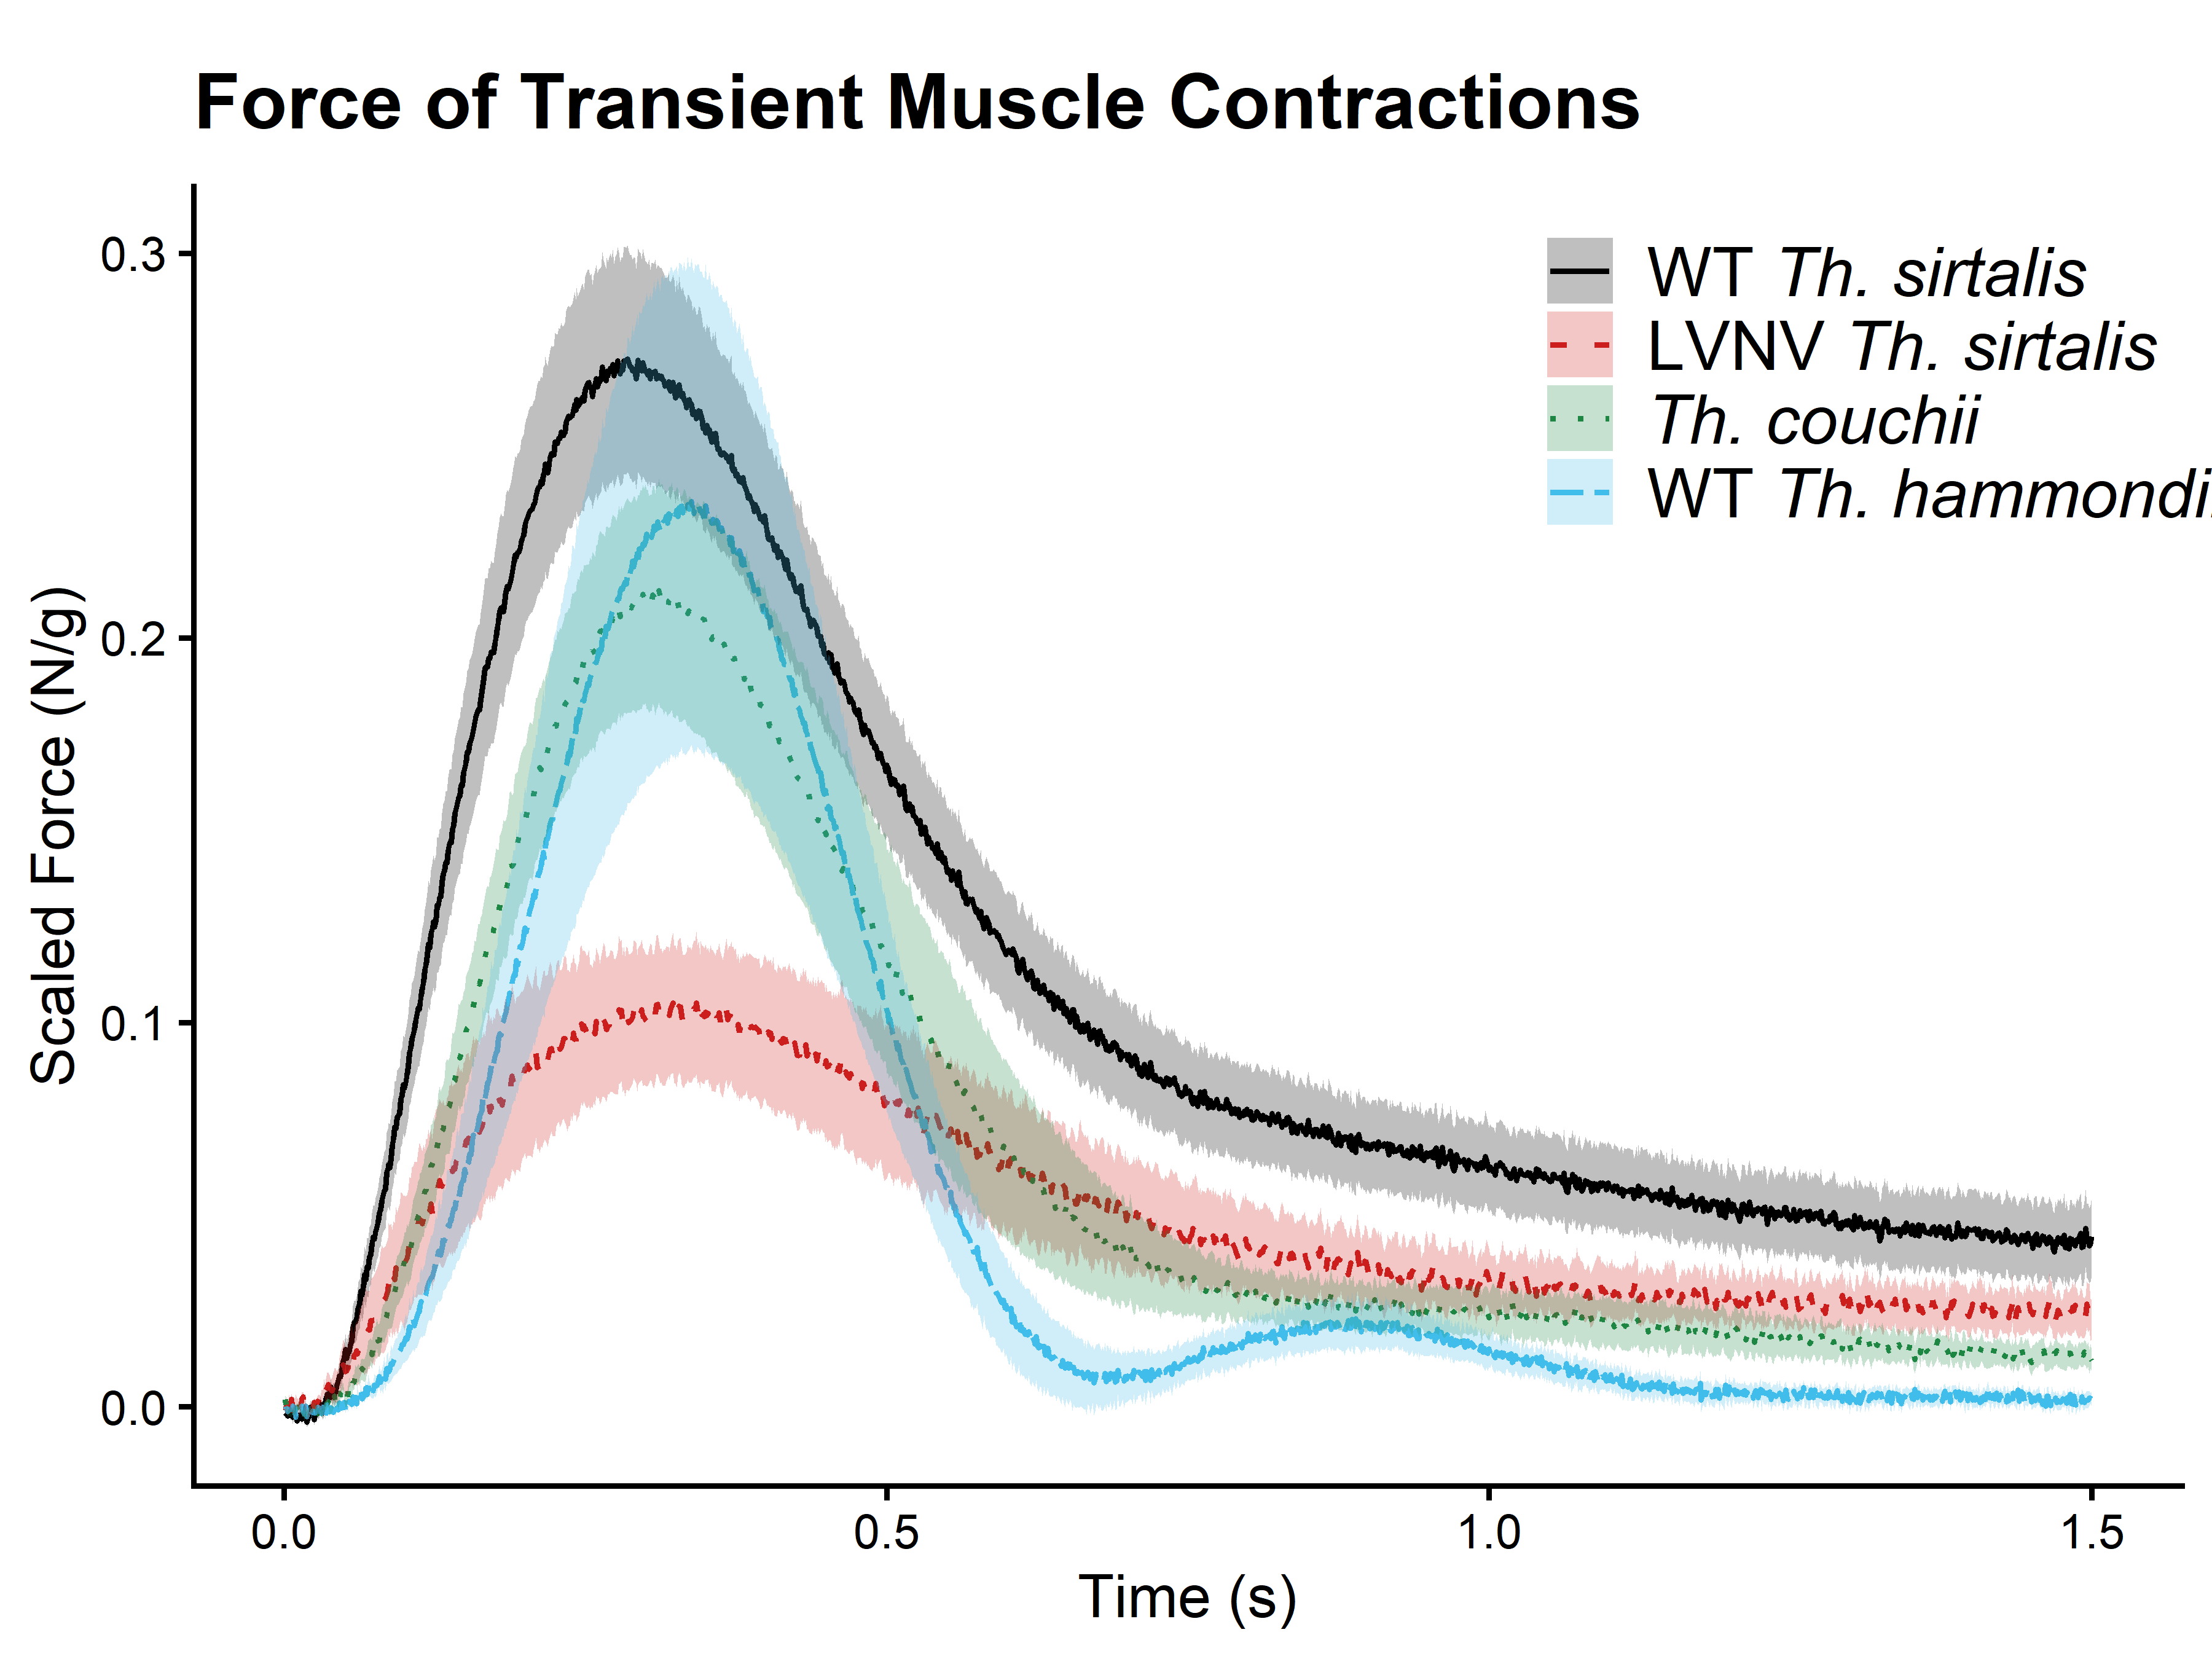 Force of Transient Muscle Contractions
WT Th. sirtalis
LVNV Th. sirtalis
Th. couchii
WT Th. hammondi
Scaled Force (N/g)
0.3
0.2
0.1
0.0
0.0 0.5 1.0 1.5
Time (s)